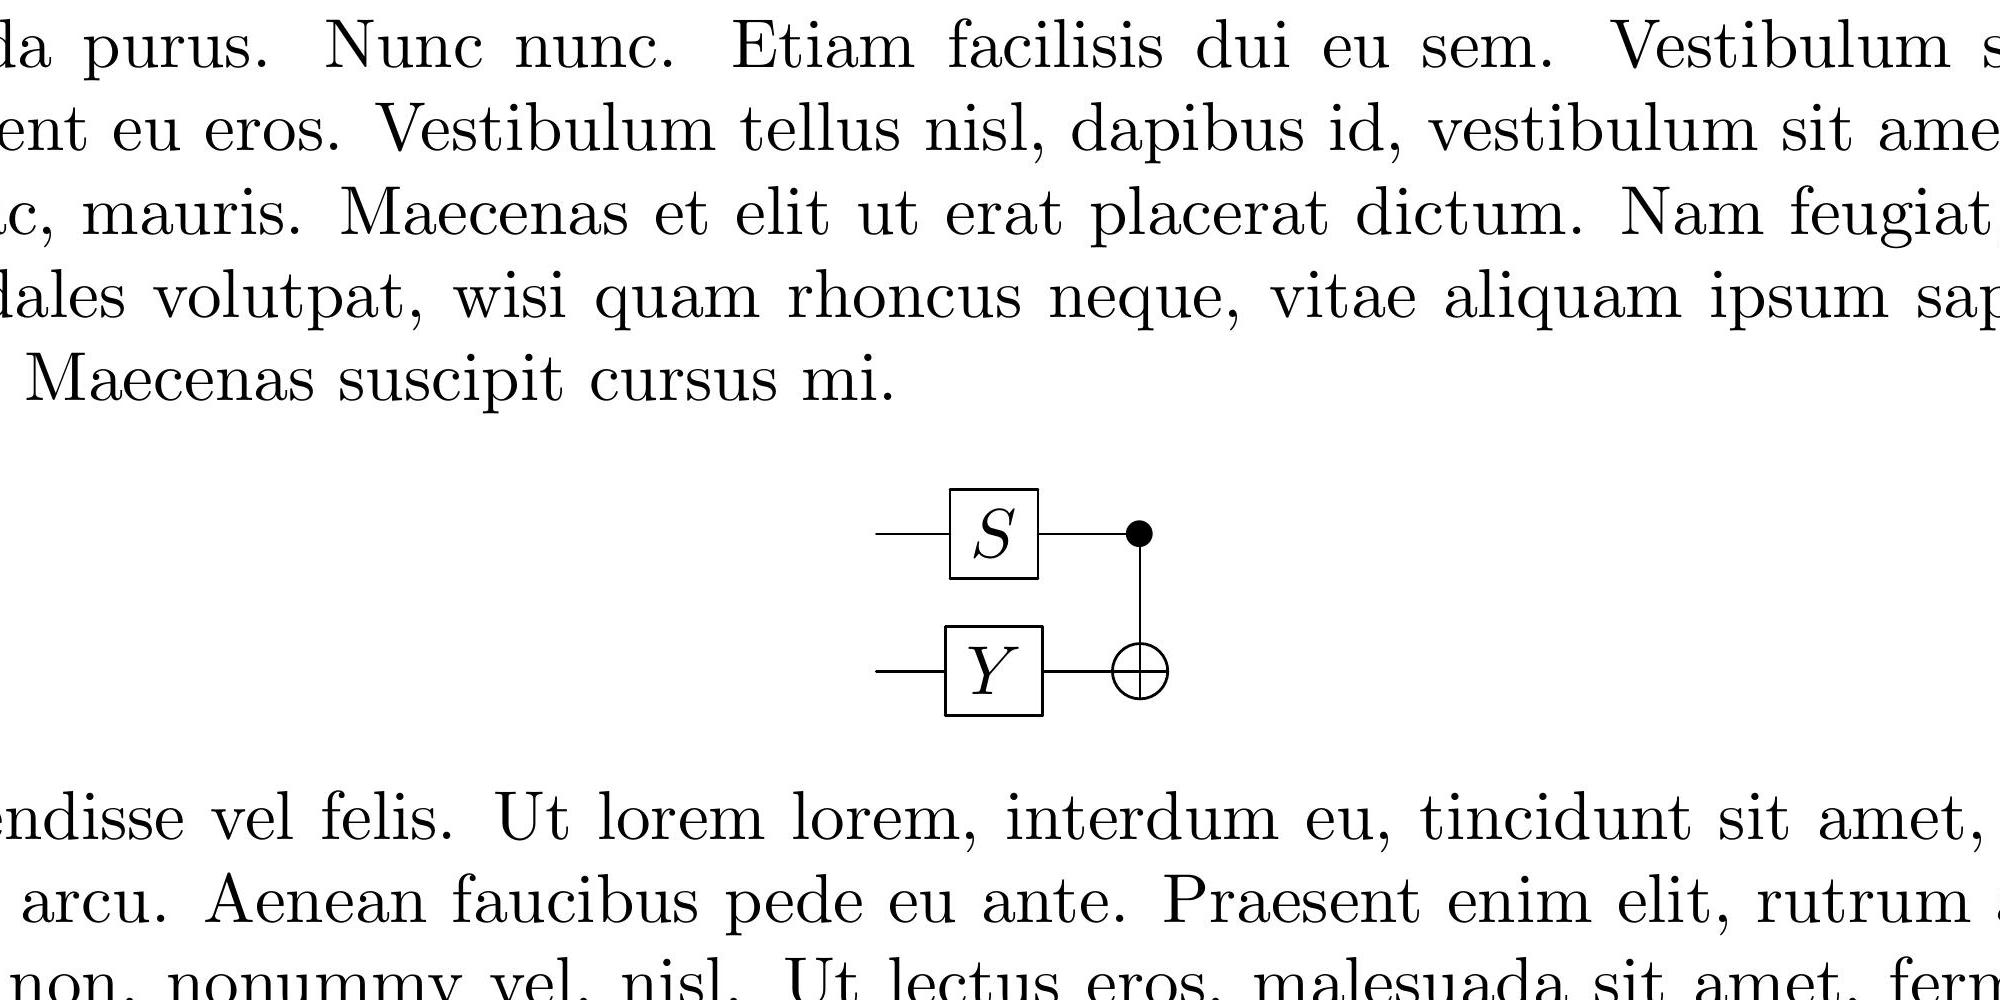 da purus. Nunc nunc. Etiam facilisis dui eu sem. Vestibulum s
ent eu eros. Vestibulum tellus nisl, dapibus id, vestibulum sit ame
c, mauris. Maecenas et elit ut erat placerat dictum. Nam feugiat,
dales volutpat, wisi quam rhoncus neque, vitae aliquam ipsum sap
Maecenas suscipit cursus mi.
S
Y
endisse vel felis. Ut lorem lorem, interdum eu, tincidunt sit amet,
arcu. Aenean faucibus pede eu ante. Praesent enim elit, rutrum
non, nonummy vel, nisl. Ut lectus eros, malesuada sit amet, ferm